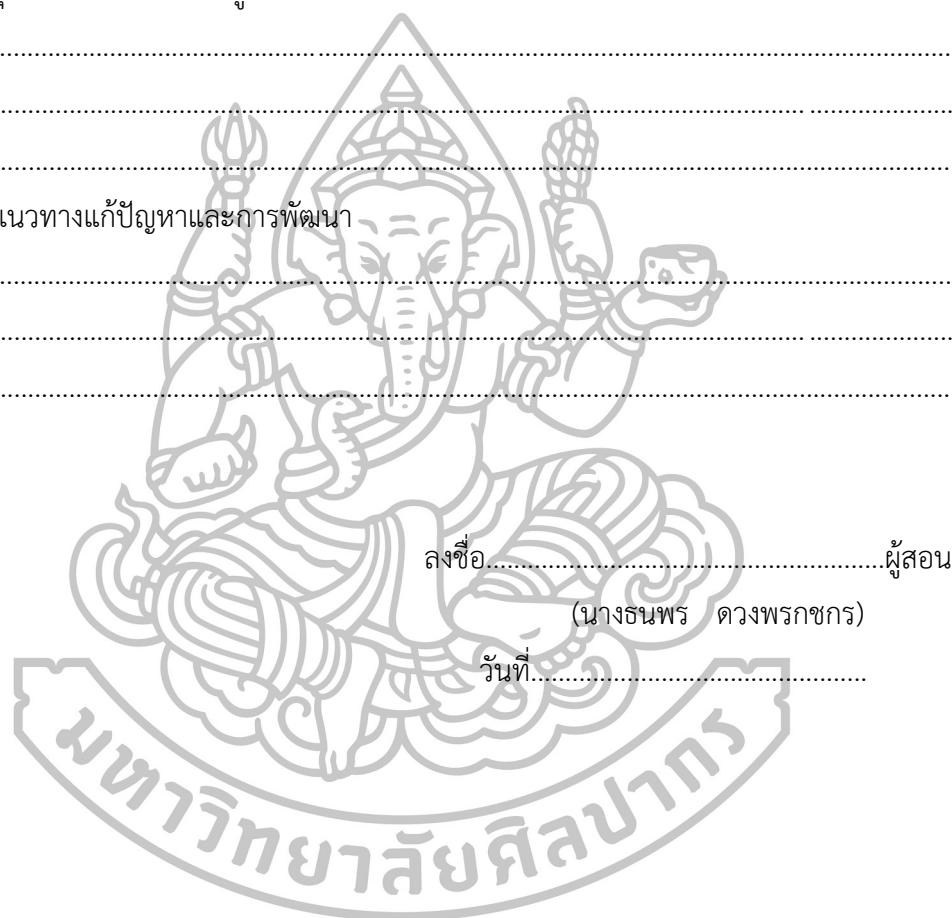 ........................................................................................................................
................................................................................................ ..................
........................................................................................................................
แนวทางแก้ปัญหาและการพัฒนา
........................................................................................................................
................................................................................................ ..................
........................................................................................................................
ลงชื่อ.......................................................ผู้สอน
(นางธนพร ดวงพรกชกร)
วันที่..............................................
มหาวิทยาลัยศิลปากร